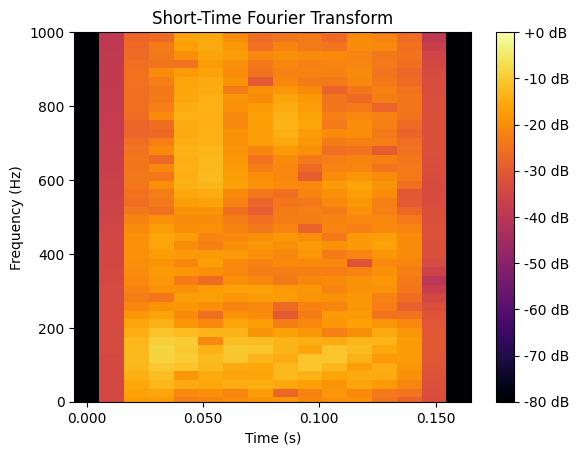 Short-Time Fourier Transform
1000
800
600
400
200
0
Frequency (Hz)
0.000
0.050
0.100
0.150
Time (s)
+0 dB
-10 dB
-20 dB
-30 dB
-40 dB
-50 dB
-60 dB
-70 dB
-80 dB